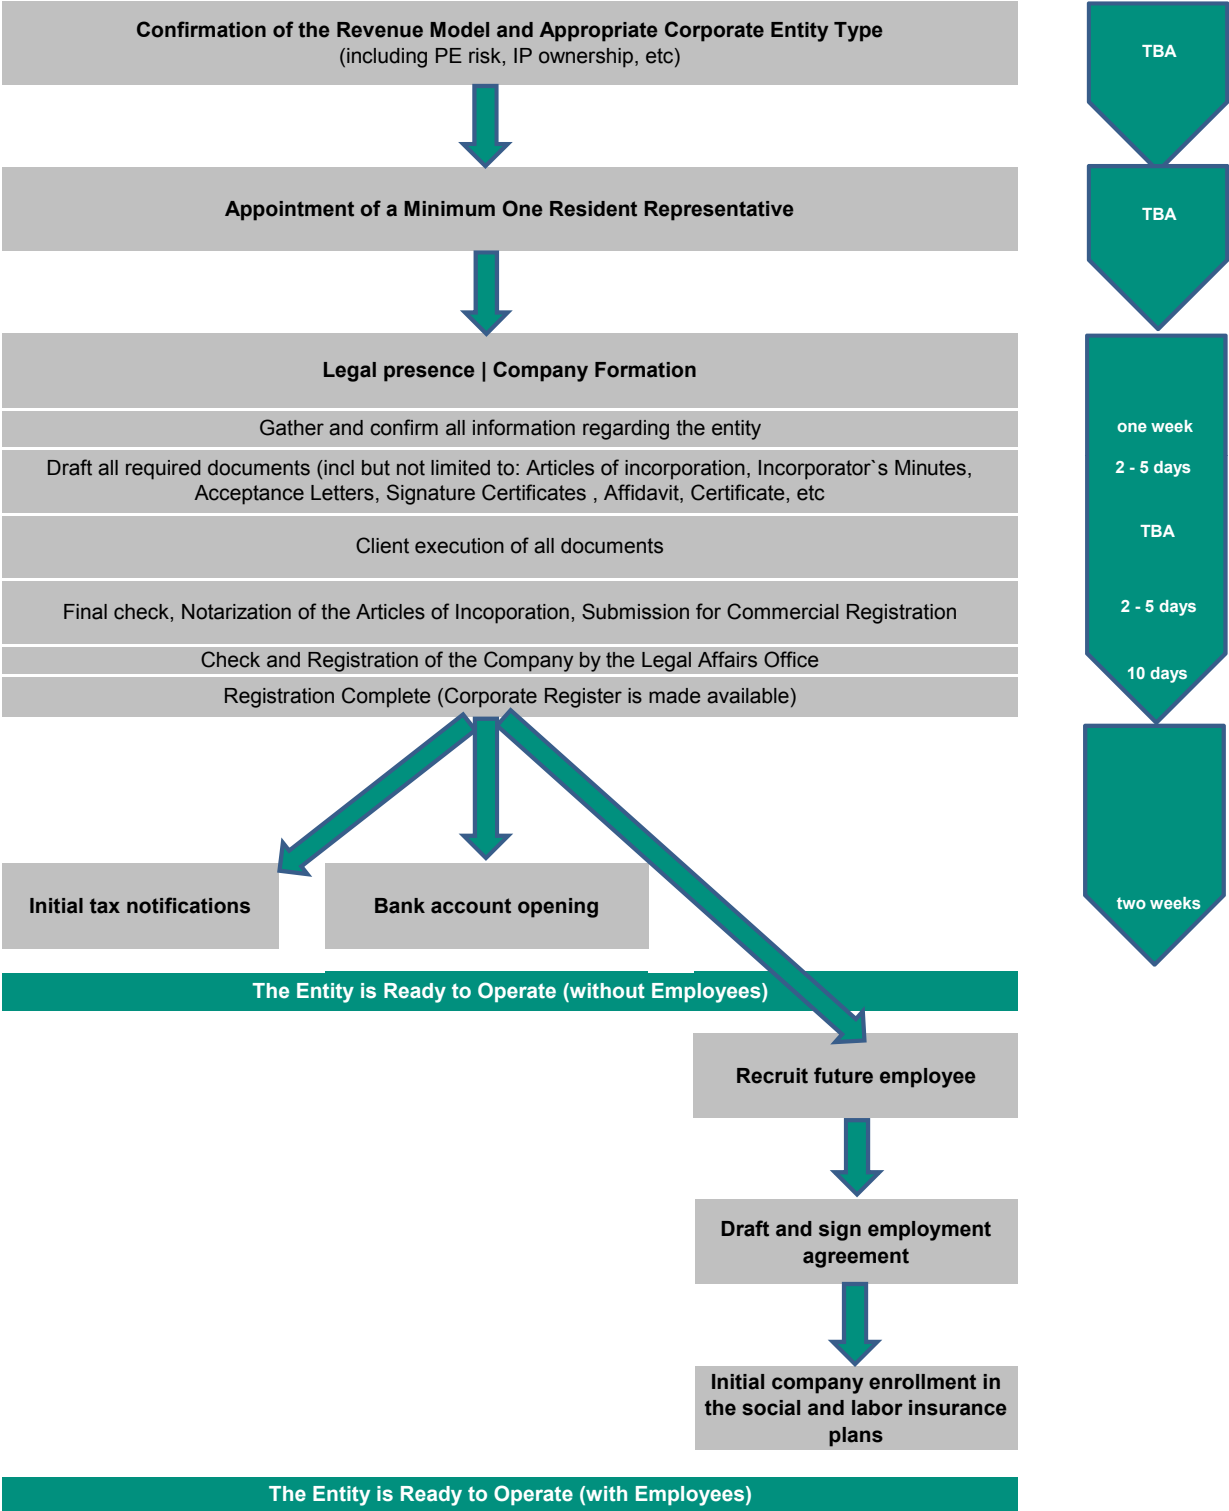 Confirmation of the Revenue Model and Appropriate Corporate Entity Type
(including PE risk, IP ownership, etc)
TBA
Appointment of a Minimum One Resident Representative
TBA
Legal presence | Company Formation
Gather and confirm all information regarding the entity
one week
Draft all required documents (incl but not limited to: Articles of incorporation, Incorporator`s Minutes,
Acceptance Letters, Signature Certificates , Affidavit, Certificate, etc
2 - 5 days
Client execution of all documents
TBA
Final check, Notarization of the Articles of Incoporation, Submission for Commercial Registration
2 - 5 days
Check and Registration of the Company by the Legal Affairs Office
10 days
Registration Complete (Corporate Register is made available)
Initial tax notifications
Bank account opening
two weeks
The Entity is Ready to Operate (without Employees)
Recruit future employee
Draft and sign employment
agreement
Initial company enrollment in
the social and labor insurance
plans
The Entity is Ready to Operate (with Employees)